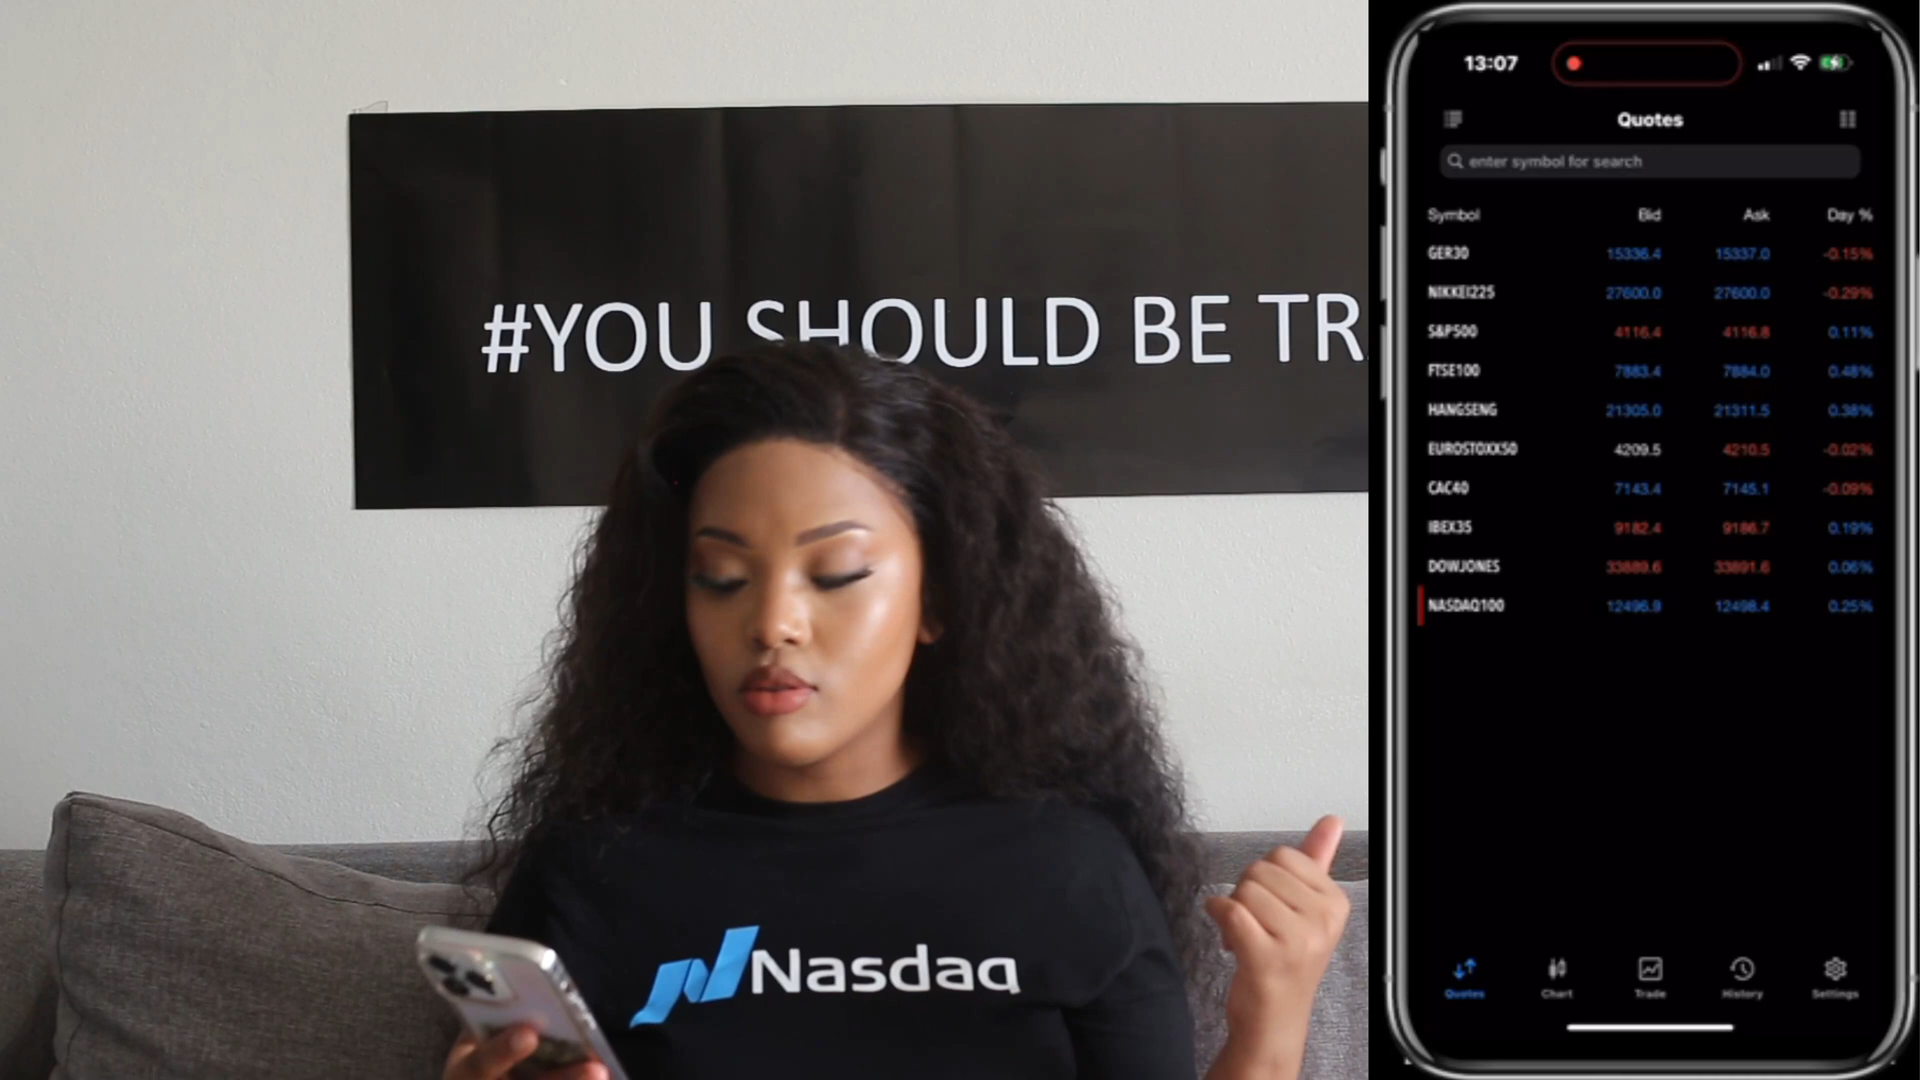 #YOU SHOULD BE TR
Nasdaq
13:07
Quotes
enter symbol for search
Symbol Bid Ask Day %
GER30 15336.4 15337.0 -0.15%
NIKKEI225 27600.0 27600.0 -0.29%
S&P500 4116.4 4116.8 0.11%
FTSE100 7883.4 7884.0 0.48%
HANGSENG 21305.0 21311.5 0.38%
EUROSTOXX50 4209.5 4210.5 -0.02%
CAC40 7143.4 7145.1 -0.09%
IBEX35 9182.4 9186.7 0.19%
DOWJONES 33889.6 33891.6 0.06%
NASDAQ100 12496.9 12498.4 0.25%
Quotes Chart Trade History Settings